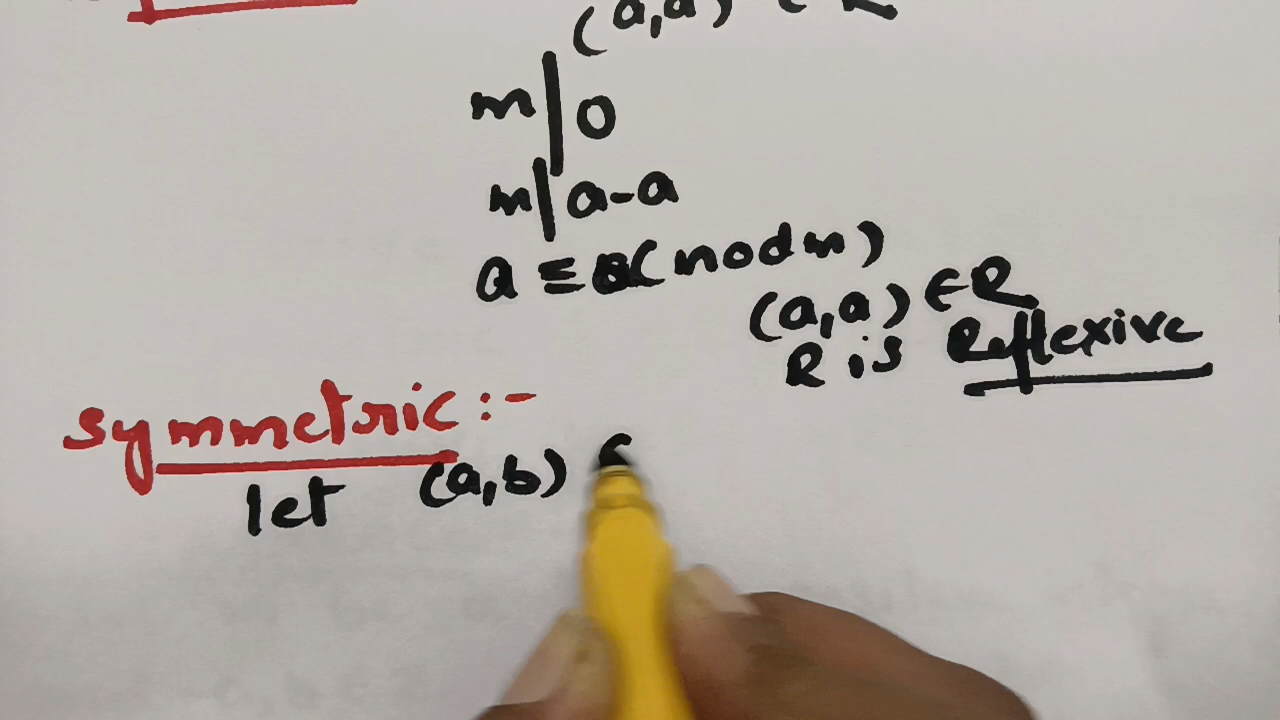 (a,a) ∈ R
m | 0
m | a-a
a ≡ a (mod m)
(a,a) ∈ R
R is Reflexive
Symmetric :-
let (a,b) ∈